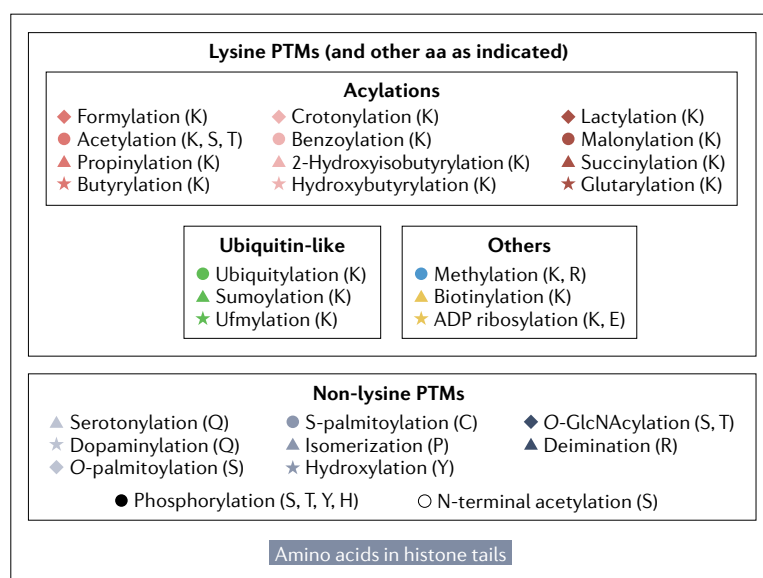 Lysine PTMs (and other aa as indicated)
Acylations
Formylation (K)
Acetylation (K, S, T)
Propinylation (K)
Butyrylation (K)
Crotonylation (K)
Benzoylation (K)
2-Hydroxyisobutyrylation (K)
Hydroxybutyrylation (K)
Lactylation (K)
Malonylation (K)
Succinylation (K)
Glutarylation (K)
Ubiquitin-like
Ubiquitylation (K)
Sumoylation (K)
Ufmylation (K)
Others
Methylation (K, R)
Biotinylation (K)
ADP ribosylation (K, E)
Non-lysine PTMs
Serotonylation (Q)
Dopaminylation (Q)
O-palmitoylation (S)
S-palmitoylation (C)
Isomerization (P)
Hydroxylation (Y)
O-GlcNAcylation (S, T)
Deimination (R)
Phosphorylation (S, T, Y, H)
N-terminal acetylation (S)
Amino acids in histone tails